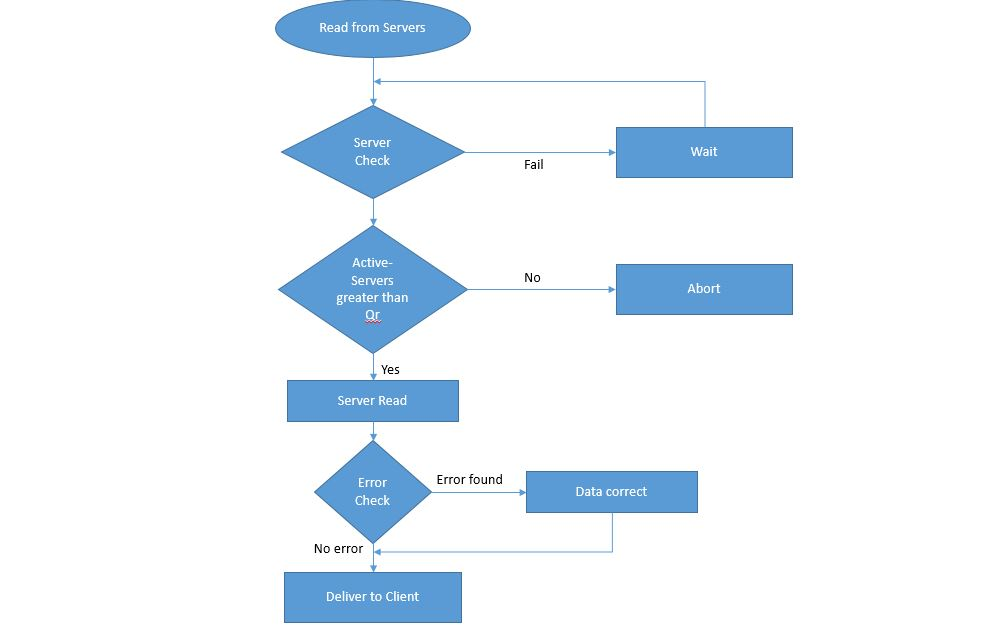 Read from Servers
Server
Check
Fail
Wait
Active-
Servers
greater than
Qr
No
Abort
Yes
Server Read
Error
Check
Error found
Data correct
No error
Deliver to Client